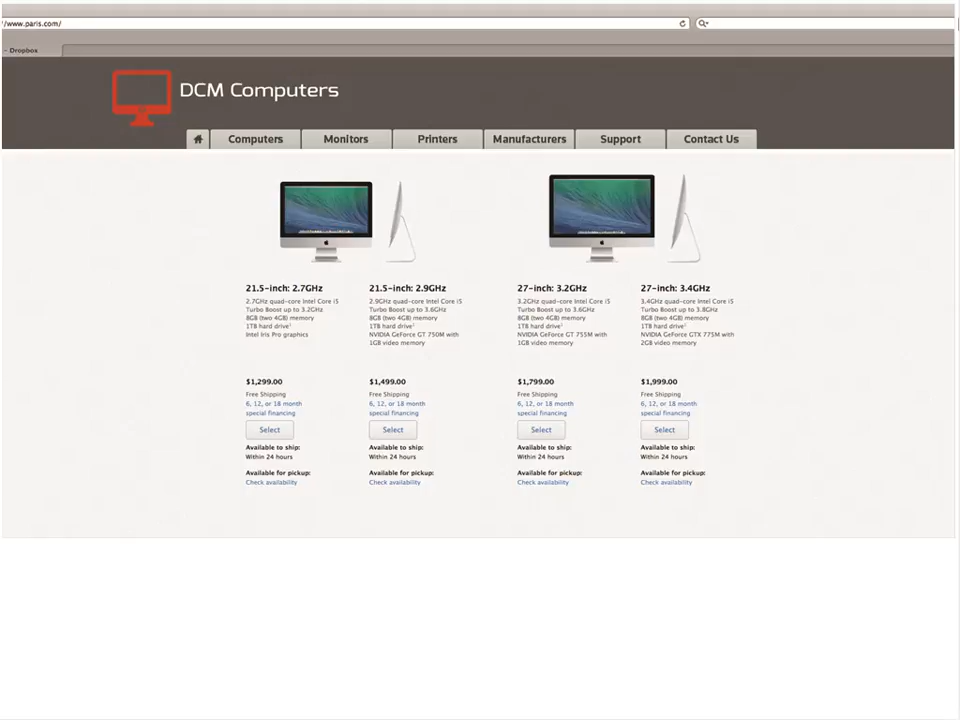 //www.paris.com/
– Dropbox
DCM Computers
Computers Monitors Printers Manufacturers Support Contact Us
21.5-inch: 2.7GHz
2.7GHz quad-core Intel Core i5
Turbo Boost up to 3.2GHz
8GB (two 4GB) memory
1TB hard drive¹
Intel Iris Pro graphics
$1,299.00
Free Shipping
6, 12, or 18 month
special financing
Select
Available to ship:
Within 24 hours
Available for pickup:
Check availability
21.5-inch: 2.9GHz
2.9GHz quad-core Intel Core i5
Turbo Boost up to 3.6GHz
8GB (two 4GB) memory
1TB hard drive¹
NVIDIA GeForce GT 750M with
1GB video memory
$1,499.00
Free Shipping
6, 12, or 18 month
special financing
Select
Available to ship:
Within 24 hours
Available for pickup:
Check availability
27-inch: 3.2GHz
3.2GHz quad-core Intel Core i5
Turbo Boost up to 3.6GHz
8GB (two 4GB) memory
1TB hard drive¹
NVIDIA GeForce GT 755M with
1GB video memory
$1,799.00
Free Shipping
6, 12, or 18 month
special financing
Select
Available to ship:
Within 24 hours
Available for pickup:
Check availability
27-inch: 3.4GHz
3.4GHz quad-core Intel Core i5
Turbo Boost up to 3.8GHz
8GB (two 4GB) memory
1TB hard drive¹
NVIDIA GeForce GTX 775M with
2GB video memory
$1,999.00
Free Shipping
6, 12, or 18 month
special financing
Select
Available to ship:
Within 24 hours
Available for pickup:
Check availability